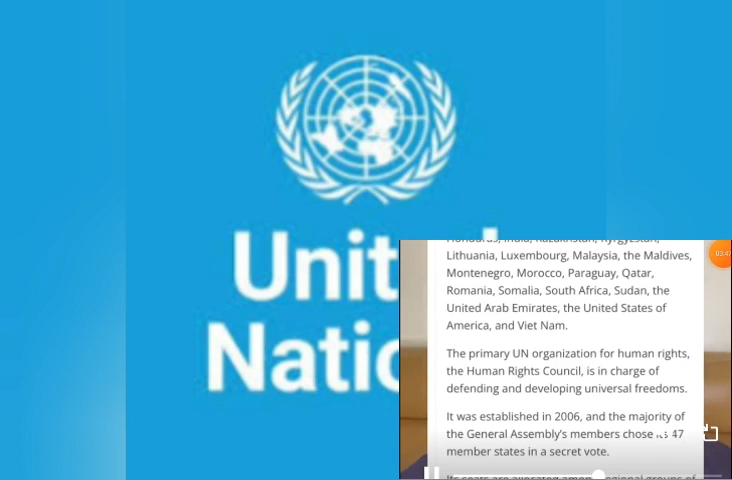 Unit
Natio
Lithuania, Luxembourg, Malaysia, the Maldives,
Montenegro, Morocco, Paraguay, Qatar,
Romania, Somalia, South Africa, Sudan, the
United Arab Emirates, the United States of
America, and Viet Nam.
The primary UN organization for human rights,
the Human Rights Council, is in charge of
defending and developing universal freedoms.
It was established in 2006, and the majority of
the General Assembly's members chose its 47
member states in a secret vote.
03:47